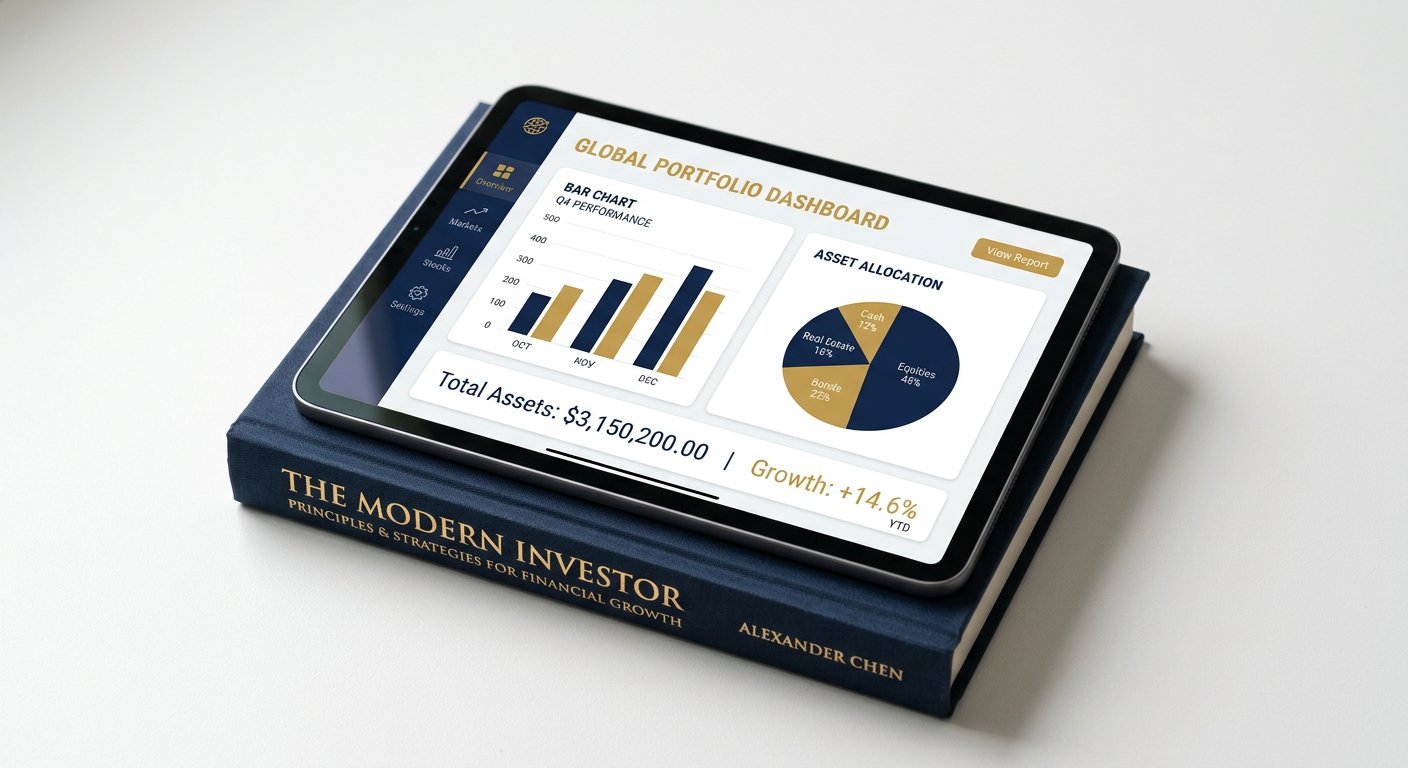 GLOBAL PORTFOLIO DASHBOARD
View Report
Overview
Markets
Settings
BAR CHART
Q4 PERFORMANCE
500
400
300
200
100
0
OCT
NOV
DEC
ASSET ALLOCATION
Cash
12%
Real Estate
16%
Equities
46%
Total Assets: $3,150,200.00 | Growth: +14.6%
YTD
THE MODERN INVESTOR
PRINCIPLES & STRATEGIES FOR FINANCIAL GROWTH
ALEXANDER CHEN